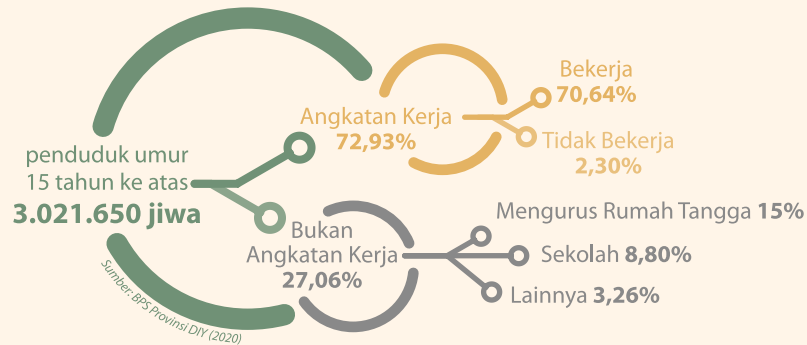 penduduk umur
15 tahun ke atas
3.021.650 jiwa
Angkatan Kerja
72,93%
Bekerja
70,64%
Tidak Bekerja
2,30%
Bukan
Angkatan Kerja
27,06%
Mengurus Rumah Tangga 15%
Sekolah 8,80%
Lainnya 3,26%
Sumber: BPS Provinsi DIY (2020)